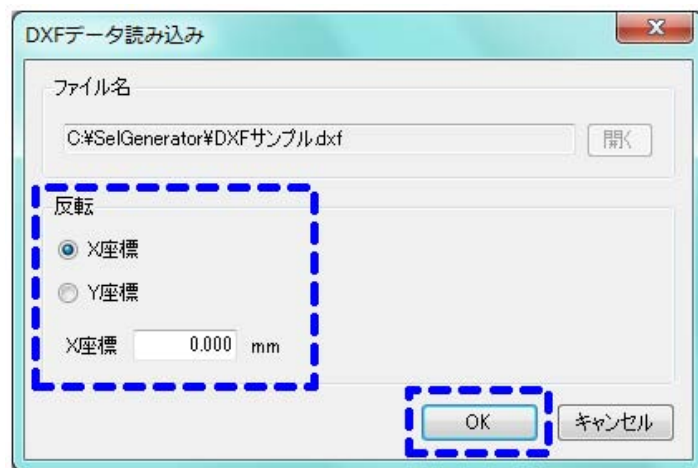 DXFデータ読み込み
ファイル名
C:¥SelGenerator¥DXFサンプル.dxf
開く
反転
X座標
Y座標
X座標 0.000 mm
OK キャンセル